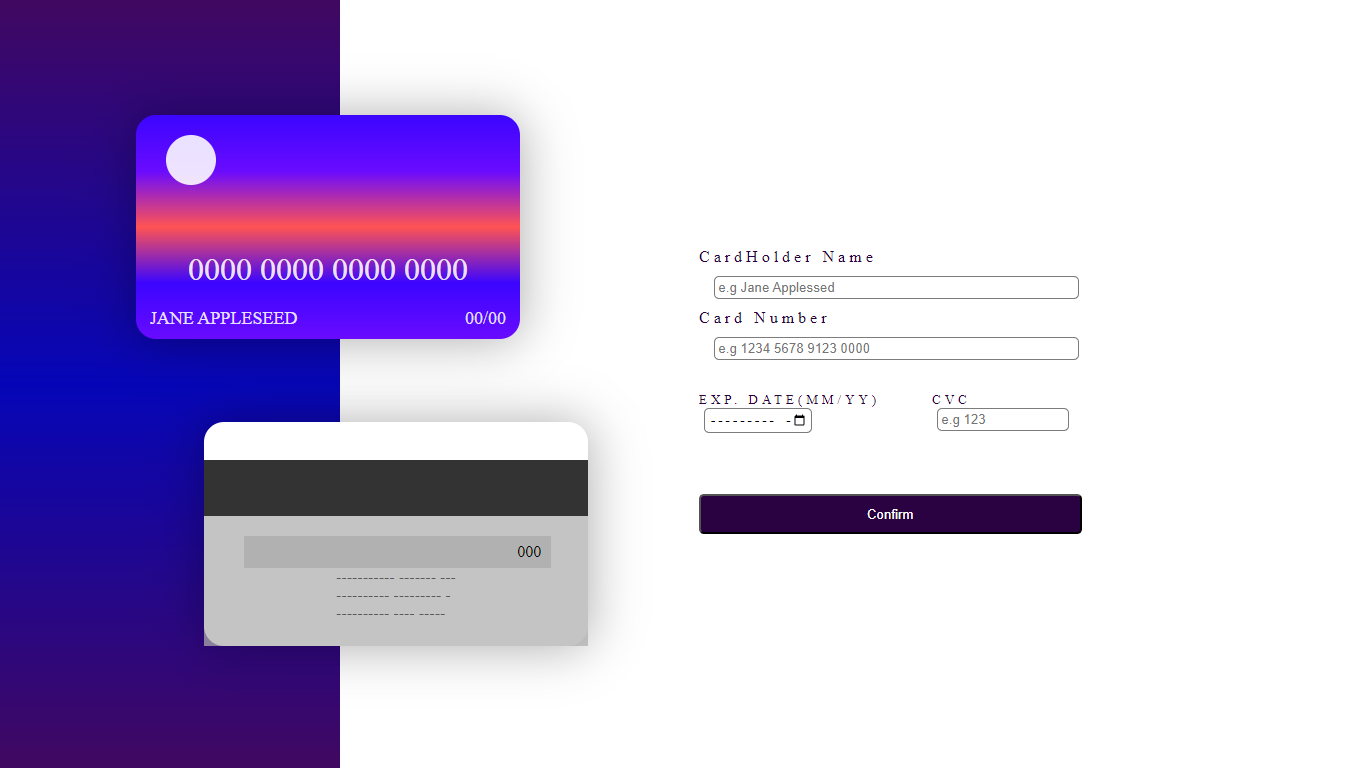 0000 0000 0000 0000
JANE APPLESEED 00/00
000
----------- ------- ---
---------- --------- -
---------- ---- -----
CardHolder Name
e.g Jane Applessed
Card Number
e.g 1234 5678 9123 0000
EXP. DATE(MM/YY) CVC
--------- - e.g 123
Confirm